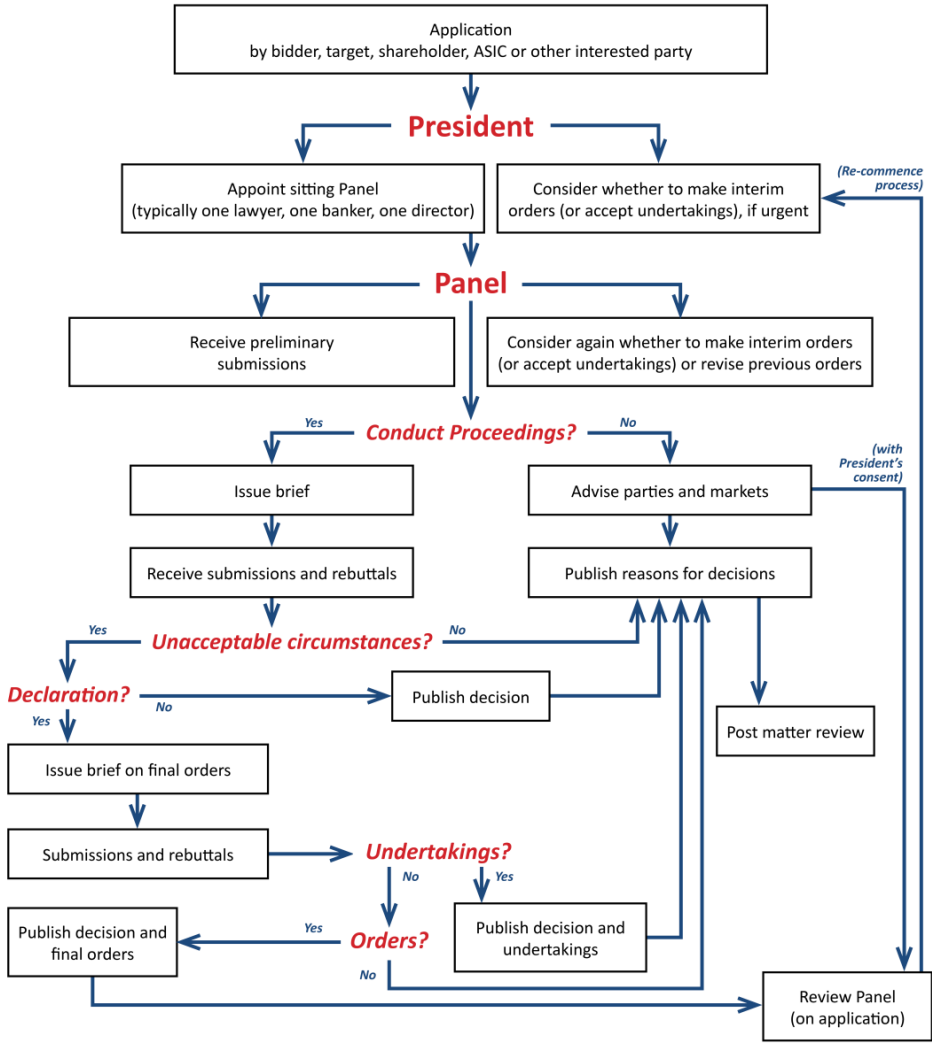 Application
by bidder, target, shareholder, ASIC or other interested party
President
Appoint sitting Panel
(typically one lawyer, one banker, one director)
Consider whether to make interim
orders (or accept undertakings), if urgent
(Re-commence
process)
Panel
Receive preliminary
submissions
Consider again whether to make interim orders
(or accept undertakings) or revise previous orders
Yes
Conduct Proceedings?
No
(with
President's
consent)
Issue brief
Advise parties and markets
Receive submissions and rebuttals
Publish reasons for decisions
Yes
Unacceptable circumstances?
No
Declaration?
No
Publish decision
Yes
Post matter review
Issue brief on final orders
Submissions and rebuttals
Undertakings?
No
Yes
Publish decision and
final orders
Yes
Orders?
No
Publish decision and
undertakings
Review Panel
(on application)